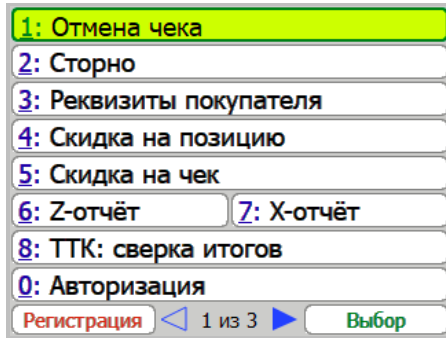 1: Отмена чека
2: Сторно
3: Реквизиты покупателя
4: Скидка на позицию
5: Скидка на чек
6: Z-отчёт 7: X-отчёт
8: ТТК: сверка итогов
0: Авторизация
Регистрация 1 из 3 Выбор